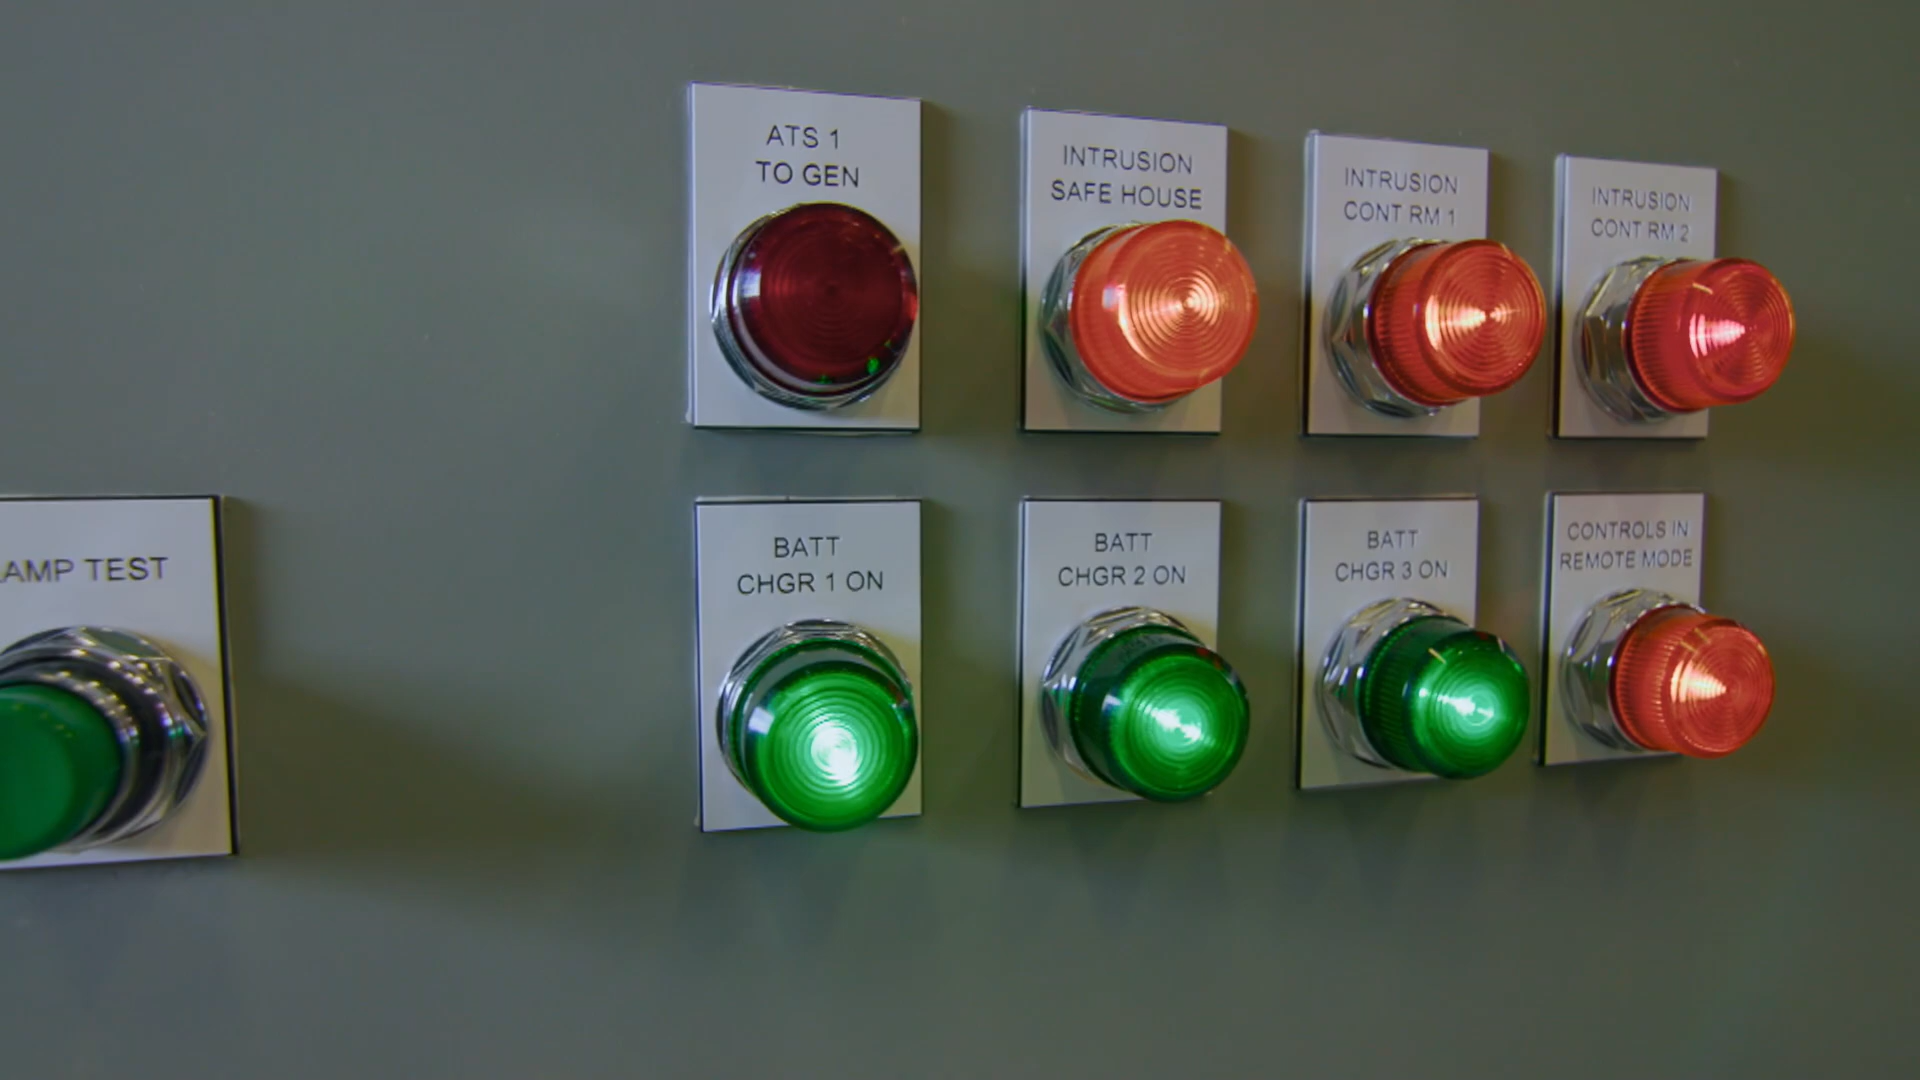 ATS 1
TO GEN
INTRUSION
SAFE HOUSE
INTRUSION
CONT RM 1
INTRUSION
CONT RM 2
AMP TEST
BATT
CHGR 1 ON
BATT
CHGR 2 ON
BATT
CHGR 3 ON
CONTROLS IN
REMOTE MODE